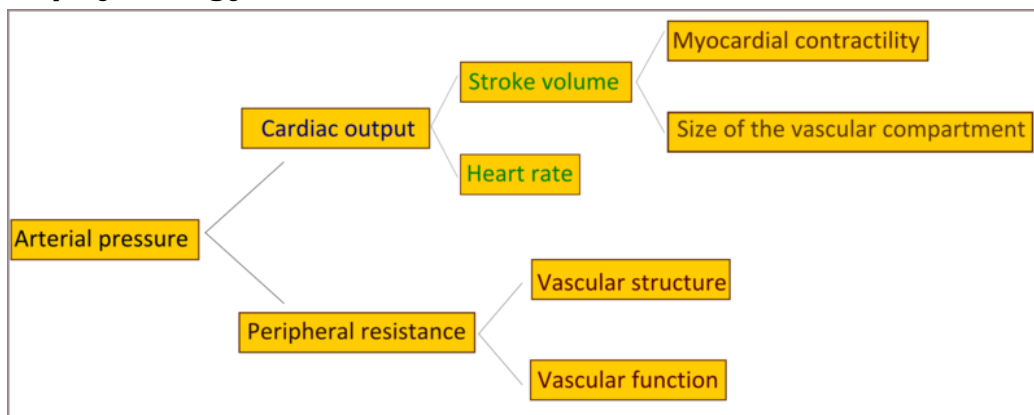 Myocardial contractility
Stroke volume
Size of the vascular compartment
Cardiac output
Heart rate
Arterial pressure
Vascular structure
Peripheral resistance
Vascular function